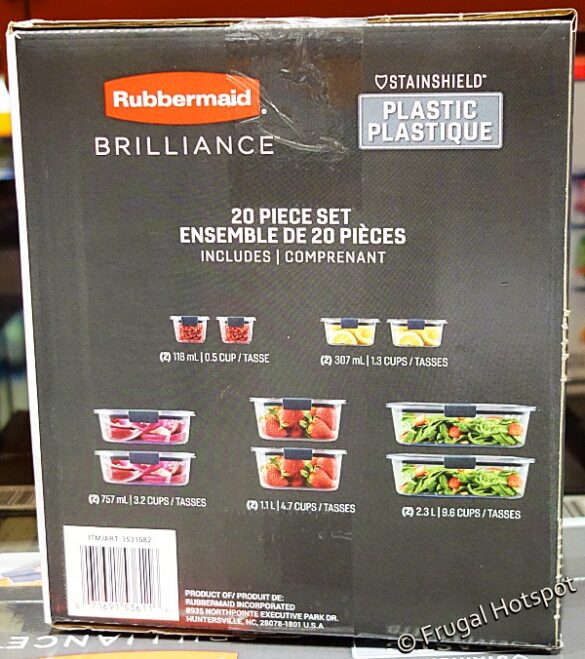 Rubbermaid®
BRILLIANCE™
STAINSHIELD™
PLASTIC
PLASTIQUE
20 PIECE SET
ENSEMBLE DE 20 PIÈCES
INCLUDES | COMPRENANT
(2) 118 mL | 0.5 CUP / TASSE
(2) 307 mL | 1.3 CUPS / TASSES
(2) 757 mL | 3.2 CUPS / TASSES
(2) 1.1 L | 4.7 CUPS / TASSES
(2) 2.3 L | 9.6 CUPS / TASSES
ITM/ART 1531582
PRODUCT OF/ PRODUIT DE:
RUBBERMAID INCORPORATED
8935 NORTHPOINTE EXECUTIVE PARK DR.
HUNTERSVILLE, NC, 28078-1801 U.S.A
BRILLIANCE
© Frugal Hotspot